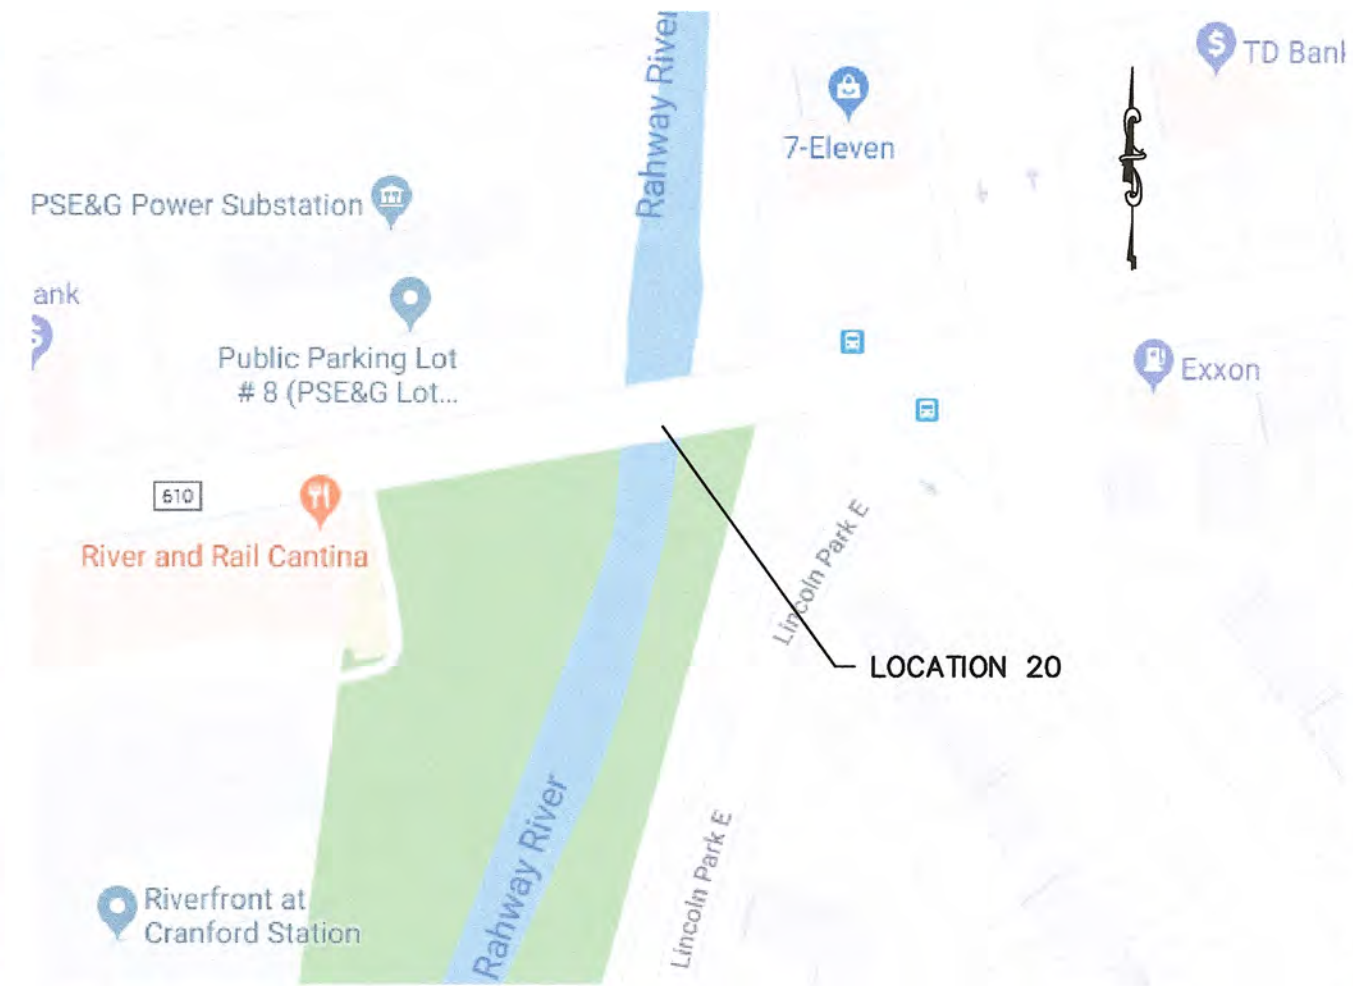 Rahway River
TD Bank
7-Eleven
PSE&G Power Substation
ank
Public Parking Lot
# 8 (PSE&G Lot...
Exxon
610
River and Rail Cantina
Lincoln Park E
LOCATION 20
Rahway River
Lincoln Park E
Riverfront at
Cranford Station